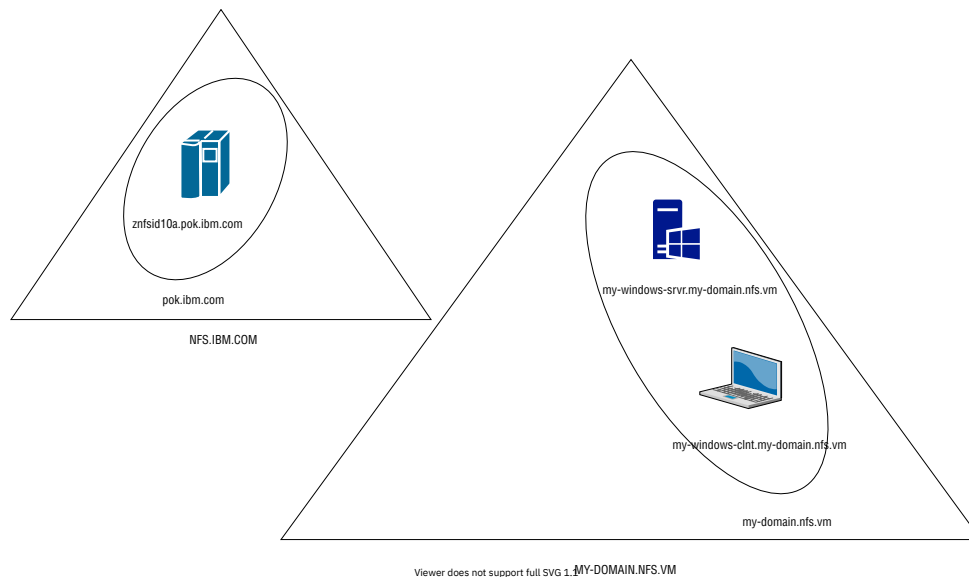 znfsid10a.pok.ibm.com
pok.ibm.com
NFS.IBM.COM
my-windows-srvr.my-domain.nfs.vm
my-windows-clnt.my-domain.nfs.vm
my-domain.nfs.vm
MY-DOMAIN.NFS.VM
Viewer does not support full SVG 1.1